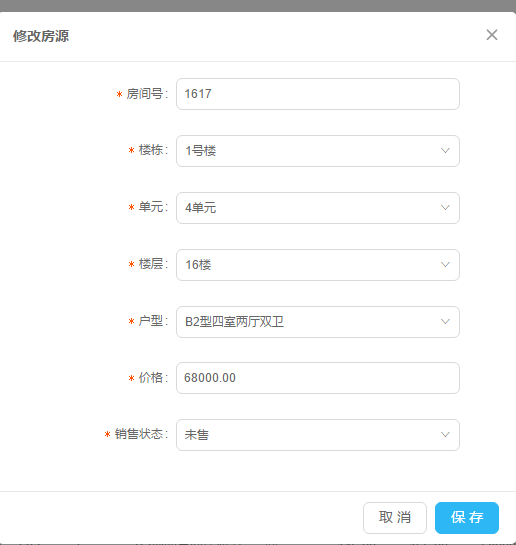 修改房源
* 房间号: 1617
* 楼栋: 1号楼
* 单元: 4单元
* 楼层: 16楼
* 户型: B2型四室两厅双卫
* 价格: 68000.00
* 销售状态: 未售
取 消 保 存